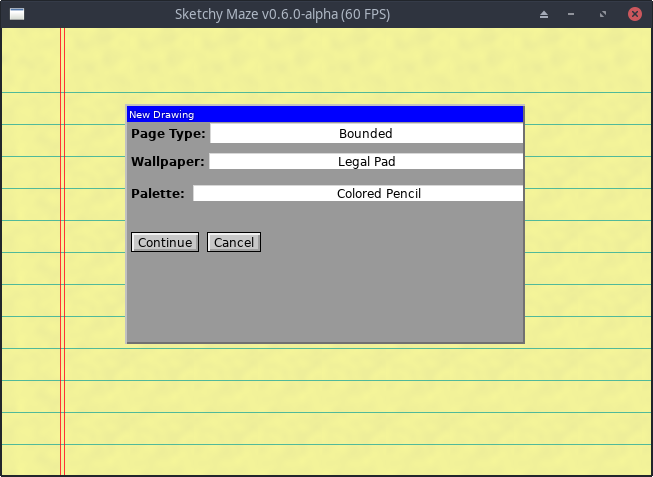 Sketchy Maze v0.6.0-alpha (60 FPS)
New Drawing
Page Type: Bounded
Wallpaper: Legal Pad
Palette: Colored Pencil
Continue Cancel